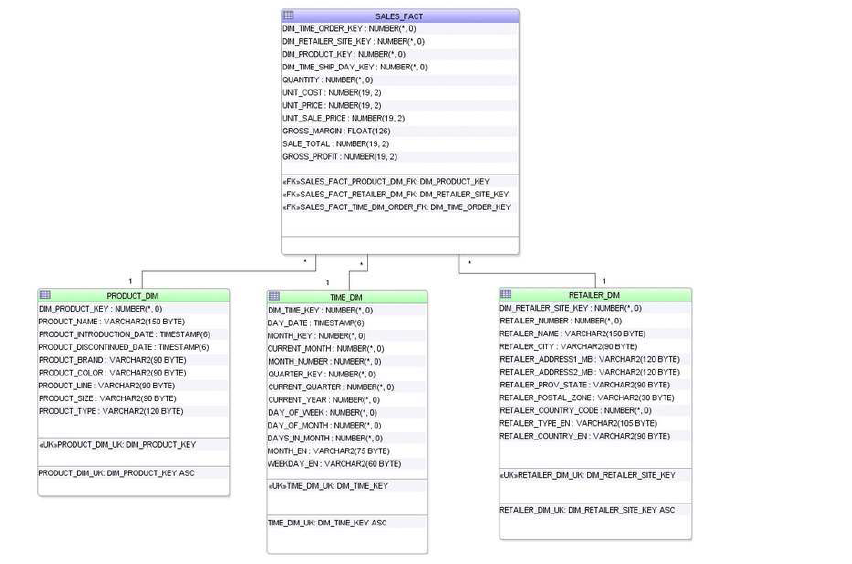 SALES_FACT
DIM_TIME_ORDER_KEY : NUMBER(*, 0)
DIM_RETAILER_SITE_KEY : NUMBER(*, 0)
DIM_PRODUCT_KEY : NUMBER(*, 0)
DIM_TIME_SHIP_DAY_KEY : NUMBER(*, 0)
QUANTITY : NUMBER(*, 0)
UNIT_COST : NUMBER(19, 2)
UNIT_PRICE : NUMBER(19, 2)
UNIT_SALE_PRICE : NUMBER(19, 2)
GROSS_MARGIN : FLOAT(126)
SALE_TOTAL : NUMBER(19, 2)
GROSS_PROFIT : NUMBER(19, 2)
«FK»SALES_FACT_PRODUCT_DIM_FK: DIM_PRODUCT_KEY
«FK»SALES_FACT_RETAILER_DIM_FK: DIM_RETAILER_SITE_KEY
«FK»SALES_FACT_TIME_DIM_ORDER_FK: DIM_TIME_ORDER_KEY
* * *
1 1 1
PRODUCT_DIM
DIM_PRODUCT_KEY : NUMBER(*, 0)
PRODUCT_NAME : VARCHAR2(150 BYTE)
PRODUCT_INTRODUCTION_DATE : TIMESTAMP(6)
PRODUCT_DISCONTINUED_DATE : TIMESTAMP(6)
PRODUCT_BRAND : VARCHAR2(90 BYTE)
PRODUCT_COLOR : VARCHAR2(90 BYTE)
PRODUCT_LINE : VARCHAR2(90 BYTE)
PRODUCT_SIZE : VARCHAR2(90 BYTE)
PRODUCT_TYPE : VARCHAR2(120 BYTE)
«UK»PRODUCT_DIM_UK: DIM_PRODUCT_KEY
PRODUCT_DIM_UK: DIM_PRODUCT_KEY ASC
TIME_DIM
DIM_TIME_KEY : NUMBER(*, 0)
DAY_DATE : TIMESTAMP(6)
MONTH_KEY : NUMBER(*, 0)
CURRENT_MONTH : NUMBER(*, 0)
MONTH_NUMBER : NUMBER(*, 0)
QUARTER_KEY : NUMBER(*, 0)
CURRENT_QUARTER : NUMBER(*, 0)
CURRENT_YEAR : NUMBER(*, 0)
DAY_OF_WEEK : NUMBER(*, 0)
DAY_OF_MONTH : NUMBER(*, 0)
DAYS_IN_MONTH : NUMBER(*, 0)
MONTH_EN : VARCHAR2(75 BYTE)
WEEKDAY_EN : VARCHAR2(60 BYTE)
«UK»TIME_DIM_UK: DIM_TIME_KEY
TIME_DIM_UK: DIM_TIME_KEY ASC
RETAILER_DIM
DIM_RETAILER_SITE_KEY : NUMBER(*, 0)
RETAILER_NUMBER : NUMBER(*, 0)
RETAILER_NAME : VARCHAR2(150 BYTE)
RETAILER_CITY : VARCHAR2(90 BYTE)
RETAILER_ADDRESS1_MB : VARCHAR2(120 BYTE)
RETAILER_ADDRESS2_MB : VARCHAR2(120 BYTE)
RETAILER_PROV_STATE : VARCHAR2(90 BYTE)
RETAILER_POSTAL_ZONE : VARCHAR2(30 BYTE)
RETAILER_COUNTRY_CODE : NUMBER(*, 0)
RETAILER_TYPE_EN : VARCHAR2(105 BYTE)
RETAILER_COUNTRY_EN : VARCHAR2(90 BYTE)
«UK»RETAILER_DIM_UK: DIM_RETAILER_SITE_KEY
RETAILER_DIM_UK: DIM_RETAILER_SITE_KEY ASC